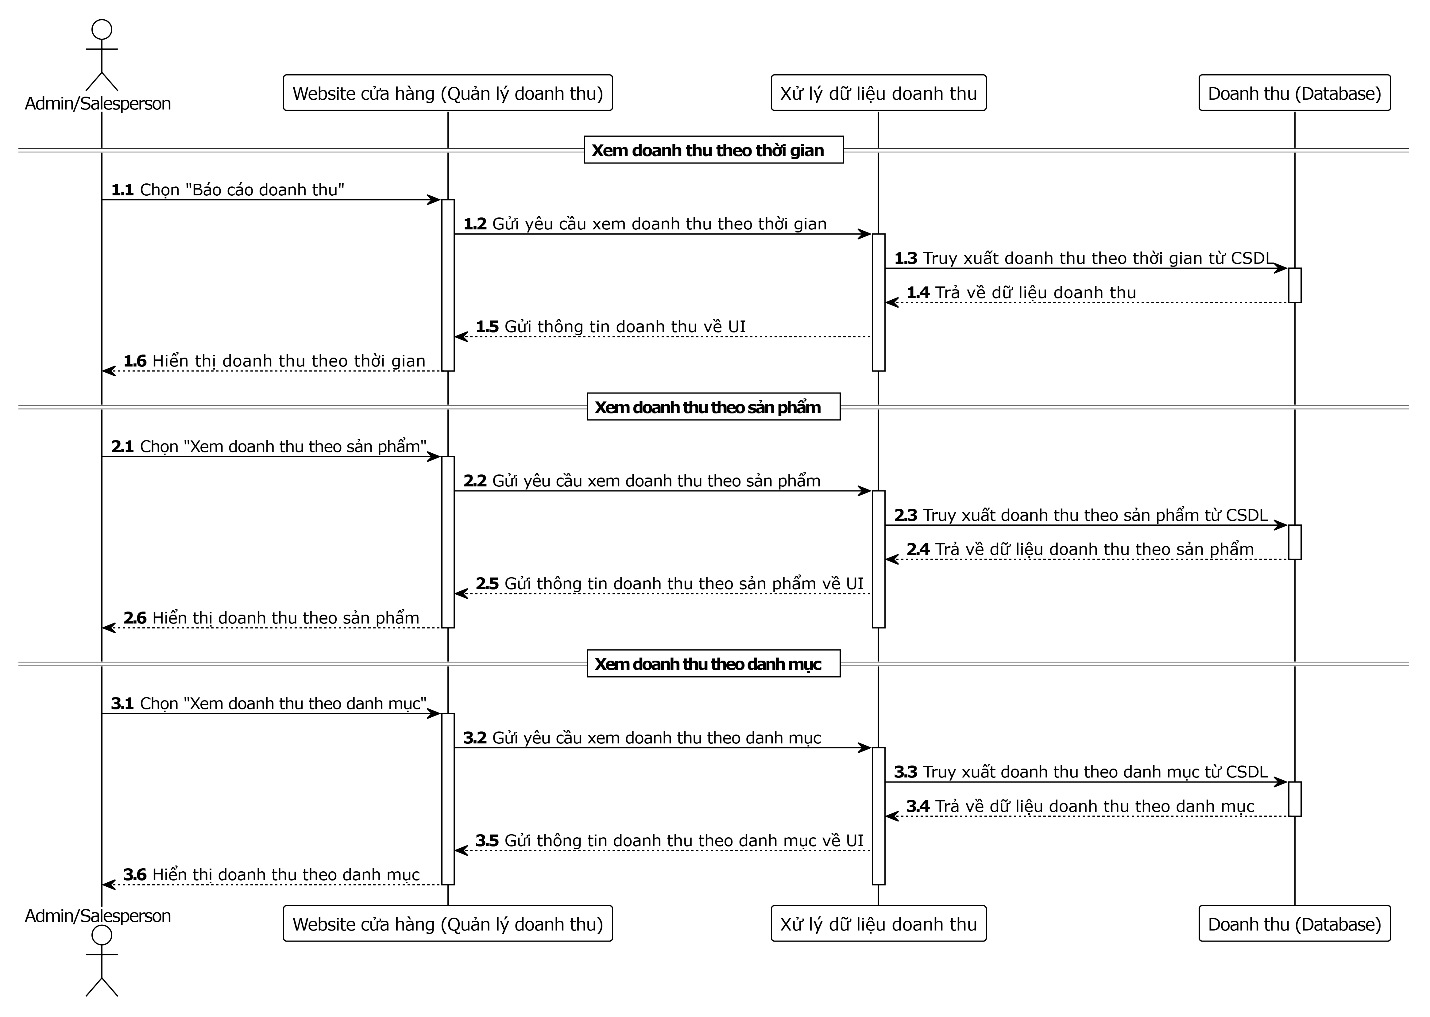 Admin/Salesperson
Website cửa hàng (Quản lý doanh thu)
Xử lý dữ liệu doanh thu
Doanh thu (Database)
Xem doanh thu theo thời gian
1.1 Chọn "Báo cáo doanh thu"
1.2 Gửi yêu cầu xem doanh thu theo thời gian
1.3 Truy xuất doanh thu theo thời gian từ CSDL
1.4 Trả về dữ liệu doanh thu
1.5 Gửi thông tin doanh thu về UI
1.6 Hiển thị doanh thu theo thời gian
Xem doanh thu theo sản phẩm
2.1 Chọn "Xem doanh thu theo sản phẩm"
2.2 Gửi yêu cầu xem doanh thu theo sản phẩm
2.3 Truy xuất doanh thu theo sản phẩm từ CSDL
2.4 Trả về dữ liệu doanh thu theo sản phẩm
2.5 Gửi thông tin doanh thu theo sản phẩm về UI
2.6 Hiển thị doanh thu theo sản phẩm
Xem doanh thu theo danh mục
3.1 Chọn "Xem doanh thu theo danh mục"
3.2 Gửi yêu cầu xem doanh thu theo danh mục
3.3 Truy xuất doanh thu theo danh mục từ CSDL
3.4 Trả về dữ liệu doanh thu theo danh mục
3.5 Gửi thông tin doanh thu theo danh mục về UI
3.6 Hiển thị doanh thu theo danh mục
Admin/Salesperson
Website cửa hàng (Quản lý doanh thu)
Xử lý dữ liệu doanh thu
Doanh thu (Database)